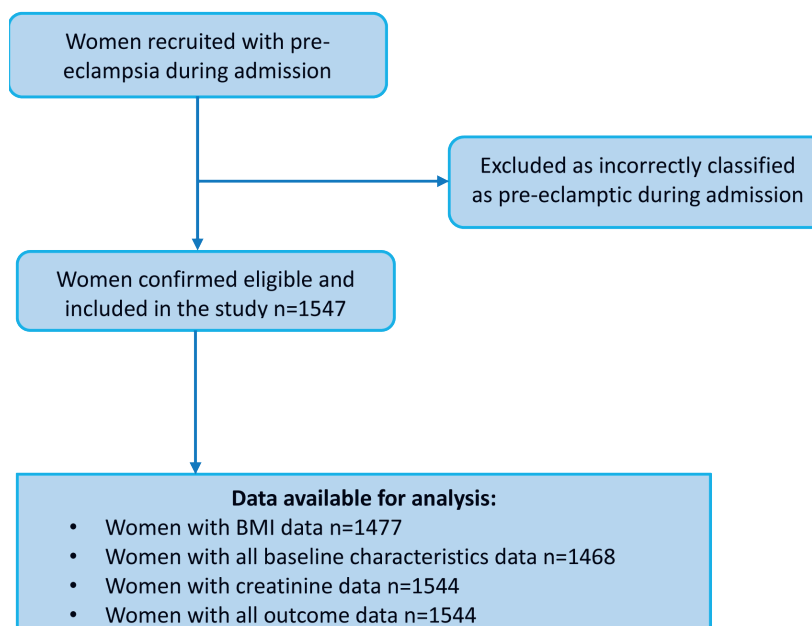 Women recruited with pre-
eclampsia during admission
Excluded as incorrectly classified
as pre-eclamptic during admission
Women confirmed eligible and
included in the study n=1547
Data available for analysis:
• Women with BMI data n=1477
• Women with all baseline characteristics data n=1468
• Women with creatinine data n=1544
• Women with all outcome data n=1544